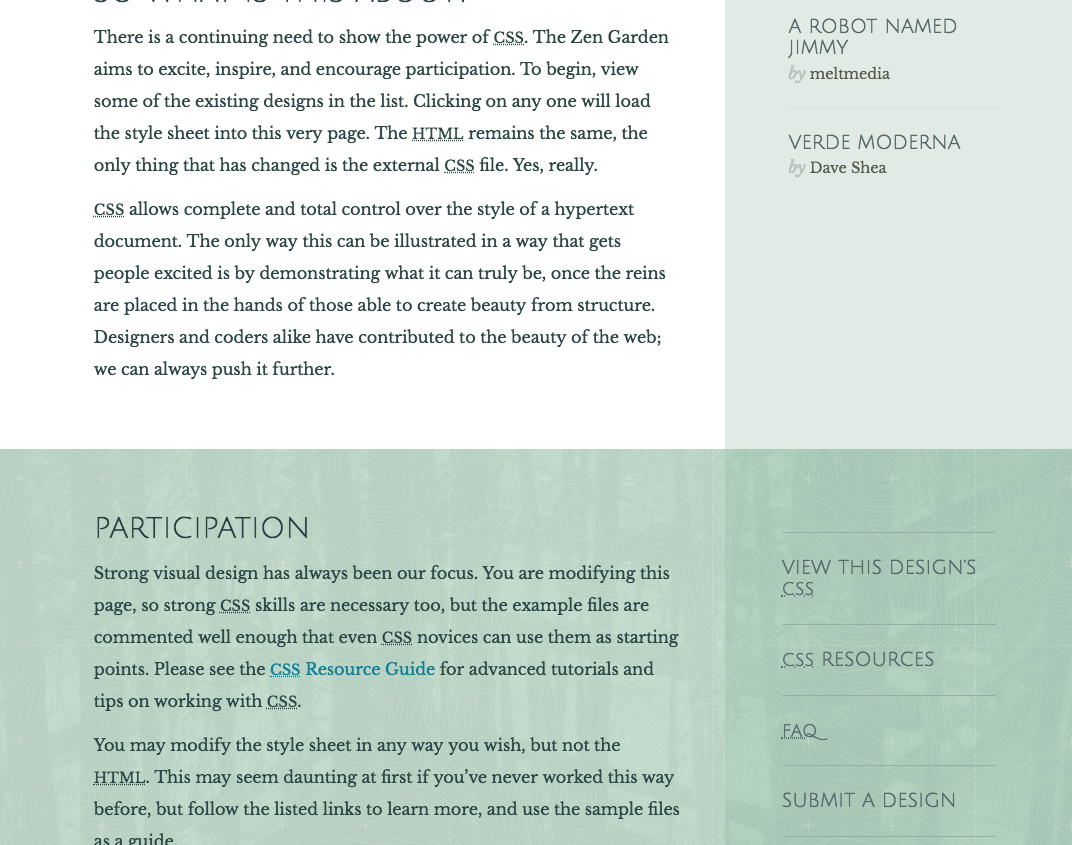 SO WHAT IS THIS ABOUT?
There is a continuing need to show the power of CSS. The Zen Garden
aims to excite, inspire, and encourage participation. To begin, view
some of the existing designs in the list. Clicking on any one will load
the style sheet into this very page. The HTML remains the same, the
only thing that has changed is the external CSS file. Yes, really.
CSS allows complete and total control over the style of a hypertext
document. The only way this can be illustrated in a way that gets
people excited is by demonstrating what it can truly be, once the reins
are placed in the hands of those able to create beauty from structure.
Designers and coders alike have contributed to the beauty of the web;
we can always push it further.
A ROBOT NAMED
JIMMY
by meltmedia
VERDE MODERNA
by Dave Shea
PARTICIPATION
Strong visual design has always been our focus. You are modifying this
page, so strong CSS skills are necessary too, but the example files are
commented well enough that even CSS novices can use them as starting
points. Please see the CSS Resource Guide for advanced tutorials and
tips on working with CSS.
You may modify the style sheet in any way you wish, but not the
HTML. This may seem daunting at first if you’ve never worked this way
before, but follow the listed links to learn more, and use the sample files
as a guide.
VIEW THIS DESIGN’S
CSS
CSS RESOURCES
FAQ
SUBMIT A DESIGN